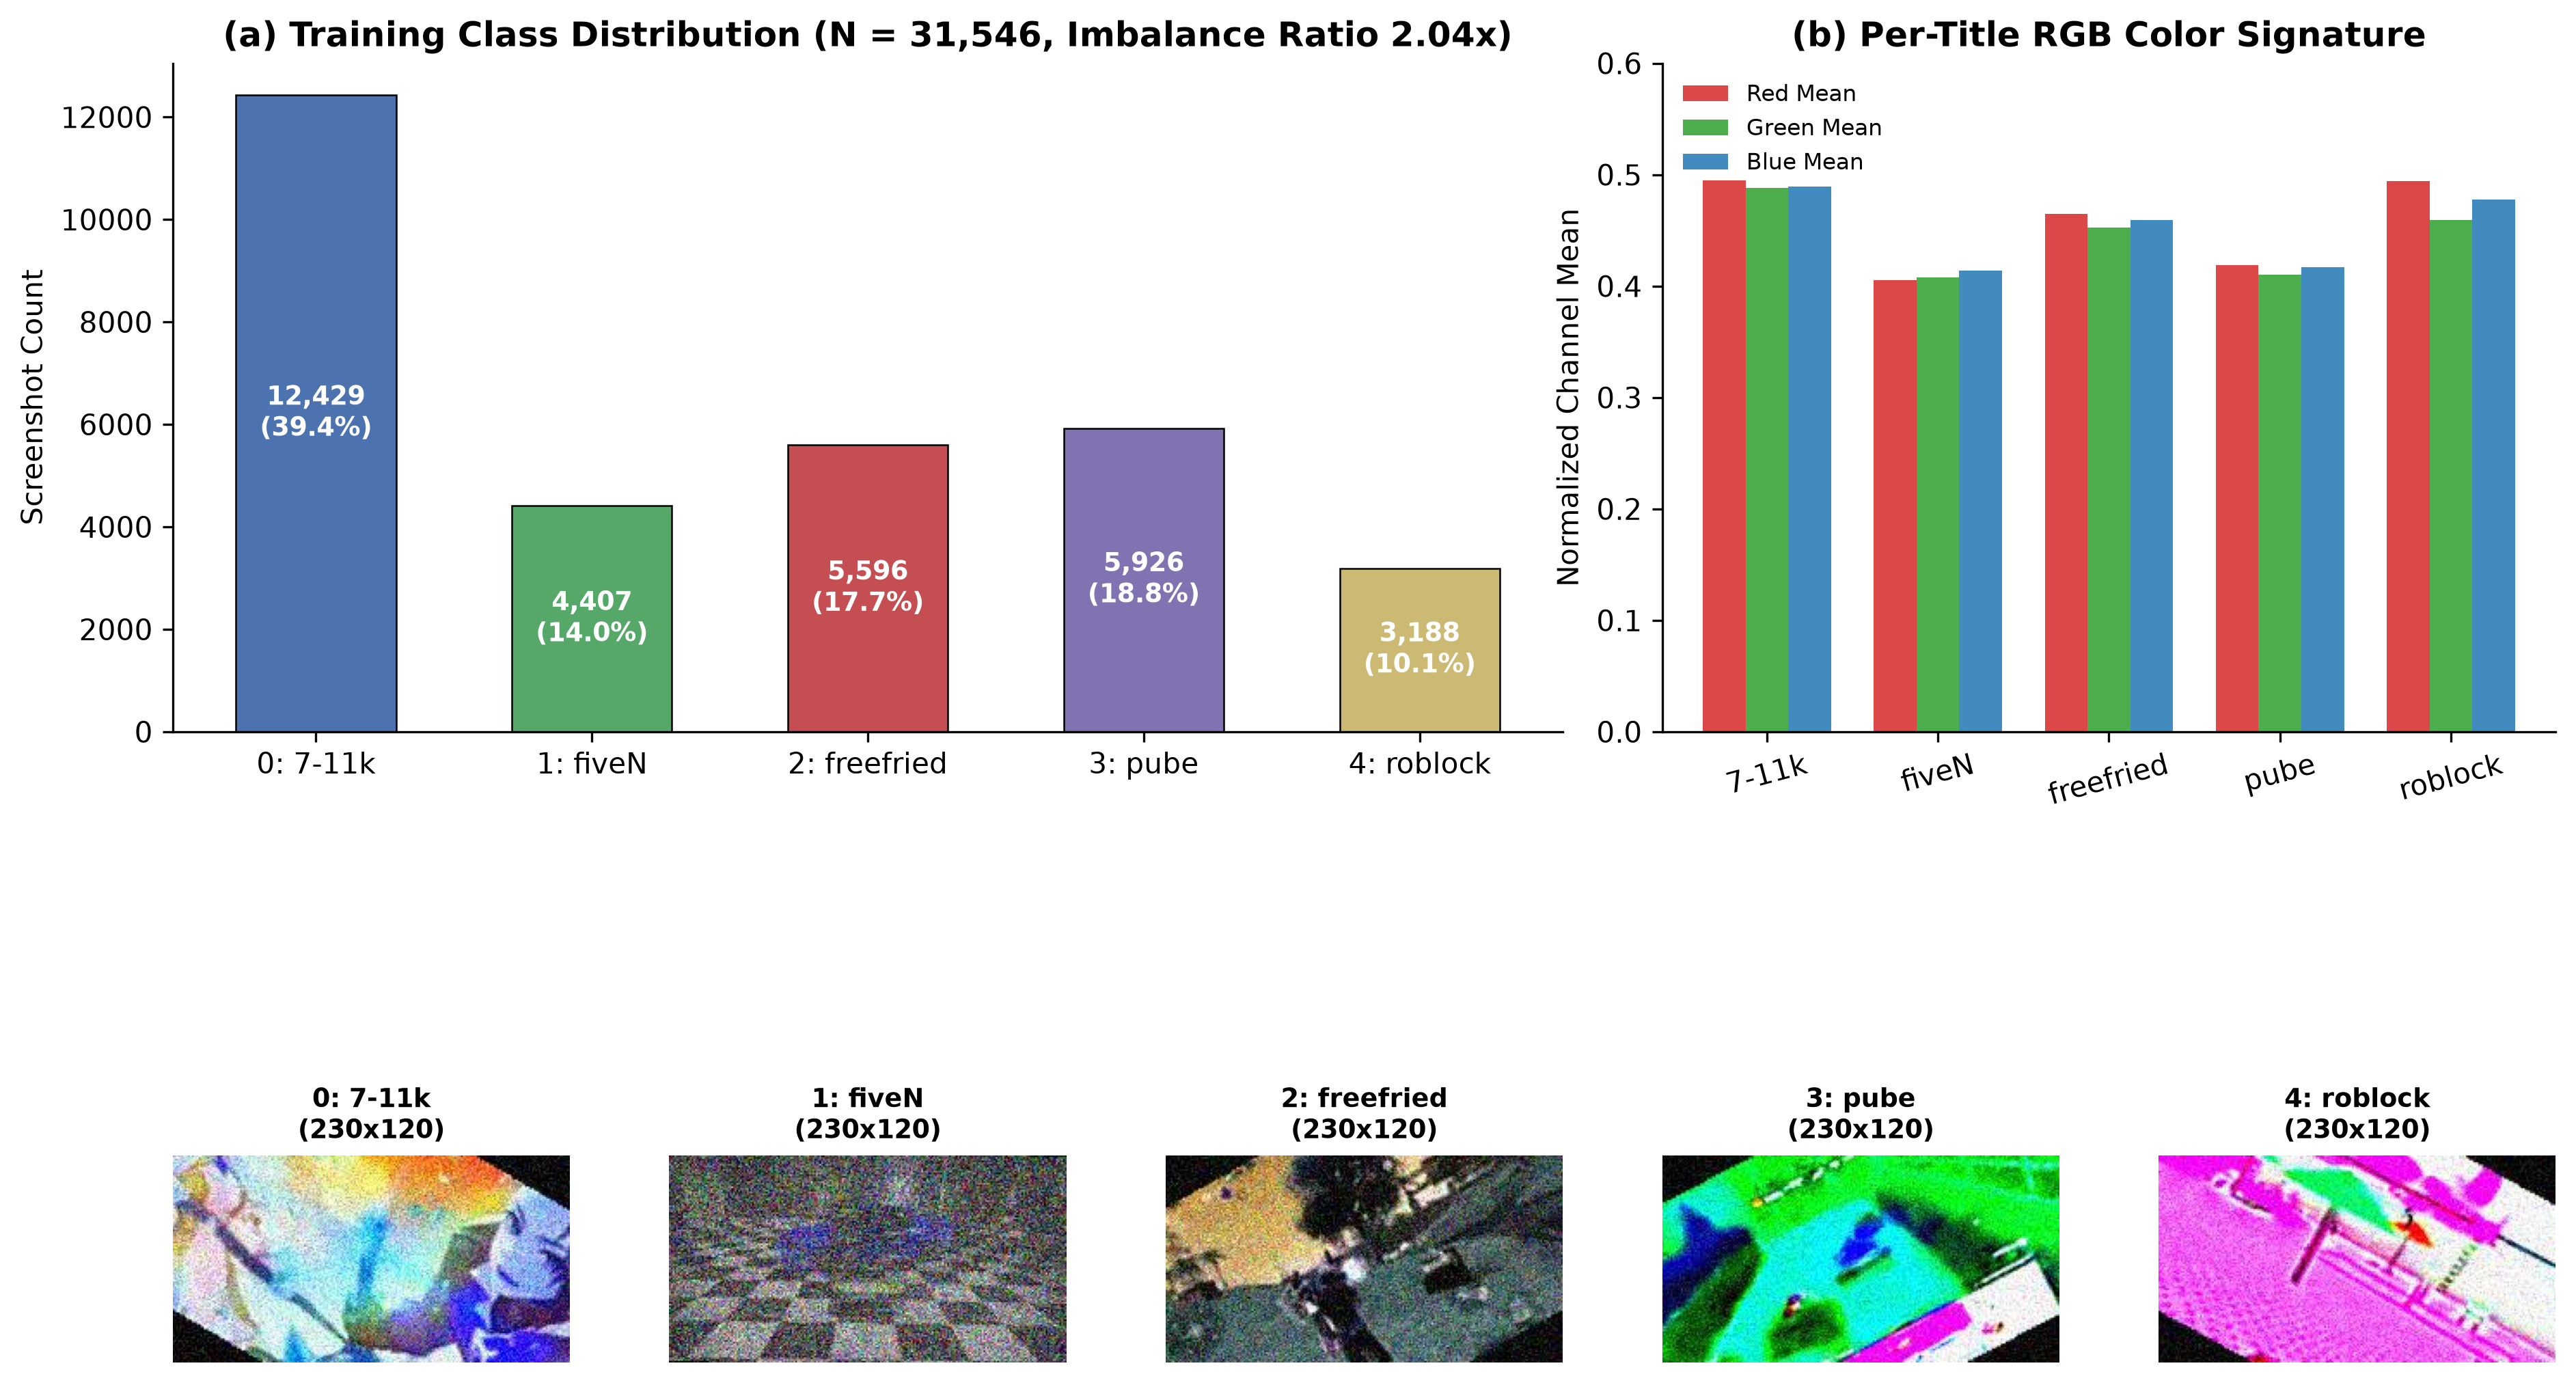 (a) Training Class Distribution (N = 31,546, Imbalance Ratio 2.04x)
Screenshot Count
12000
10000
8000
6000
4000
2000
0
12,429
(39.4%)
4,407
(14.0%)
5,596
(17.7%)
5,926
(18.8%)
3,188
(10.1%)
0: 7-11k
1: fiveN
2: freefried
3: pube
4: roblock
(b) Per-Title RGB Color Signature
Normalized Channel Mean
0.6
0.5
0.4
0.3
0.2
0.1
0.0
Red Mean
Green Mean
Blue Mean
7-11k
fiveN
freefried
pube
roblock
0: 7-11k
(230x120)
1: fiveN
(230x120)
2: freefried
(230x120)
3: pube
(230x120)
4: roblock
(230x120)